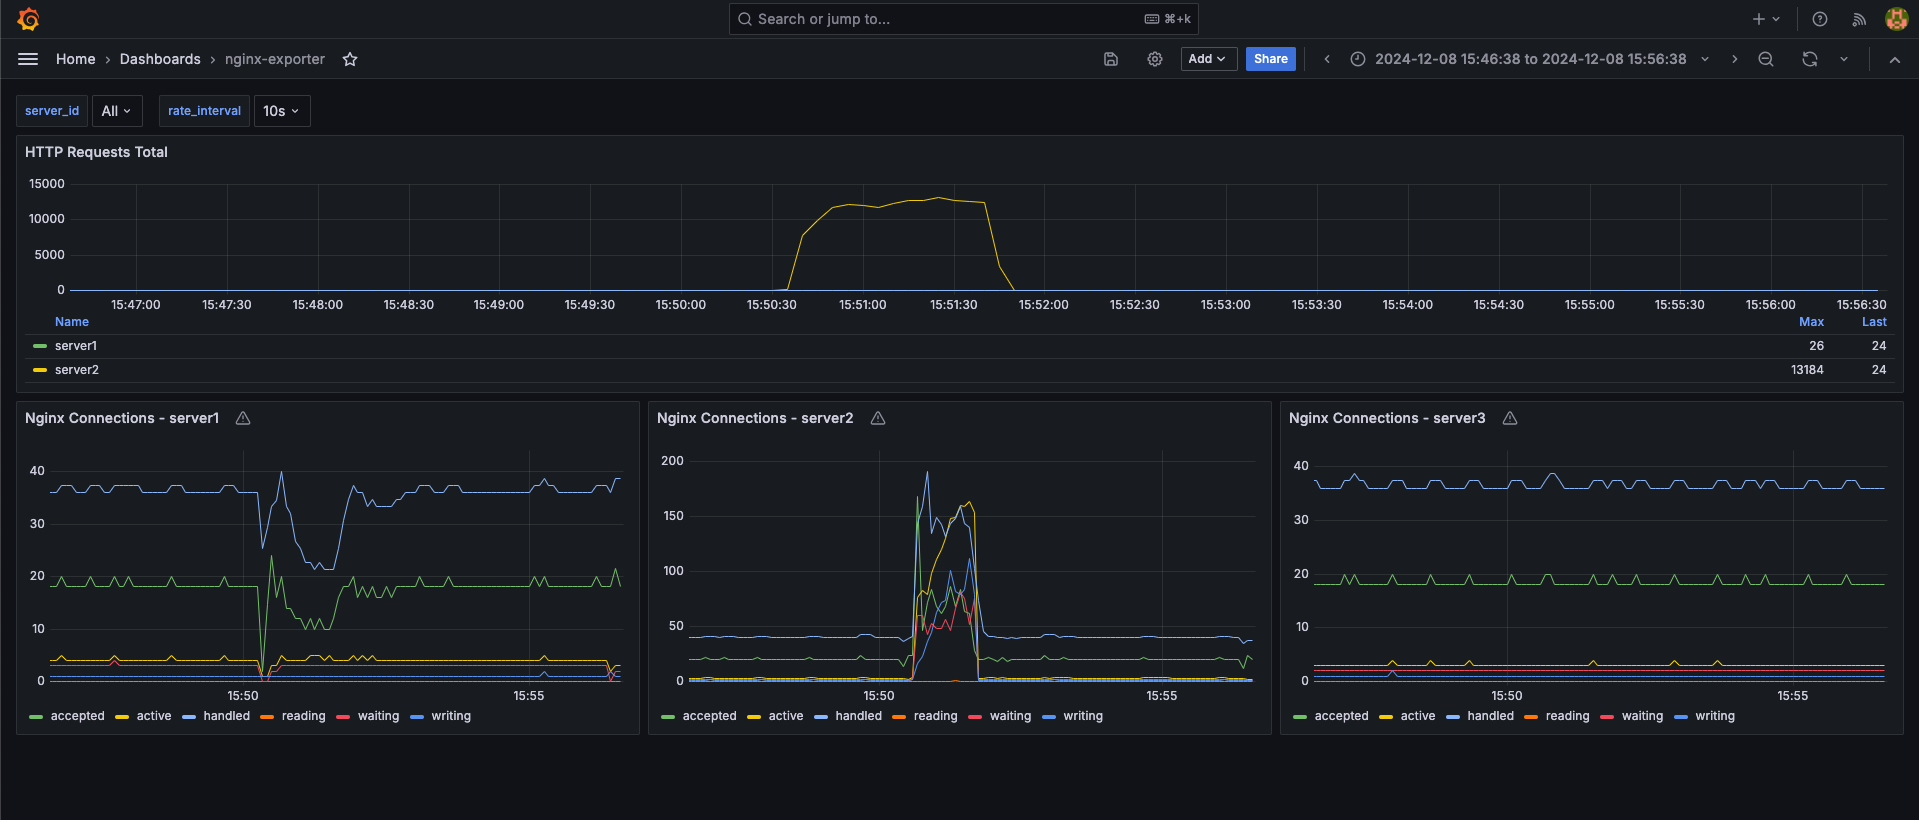 Search or jump to... ⌘+k
Home › Dashboards › nginx-exporter
Add
Share
2024-12-08 15:46:38 to 2024-12-08 15:56:38
server_id All rate_interval 10s
HTTP Requests Total
15000
10000
5000
0
15:47:00 15:47:30 15:48:00 15:48:30 15:49:00 15:49:30 15:50:00 15:50:30 15:51:00 15:51:30 15:52:00 15:52:30 15:53:00 15:53:30 15:54:00 15:54:30 15:55:00 15:55:30 15:56:00 15:56:30
Name Max Last
server1 26 24
server2 13184 24
Nginx Connections - server1
40
30
20
10
0
15:50 15:55
accepted active handled reading waiting writing
Nginx Connections - server2
200
150
100
50
0
15:50 15:55
accepted active handled reading waiting writing
Nginx Connections - server3
40
30
20
10
0
15:50 15:55
accepted active handled reading waiting writing